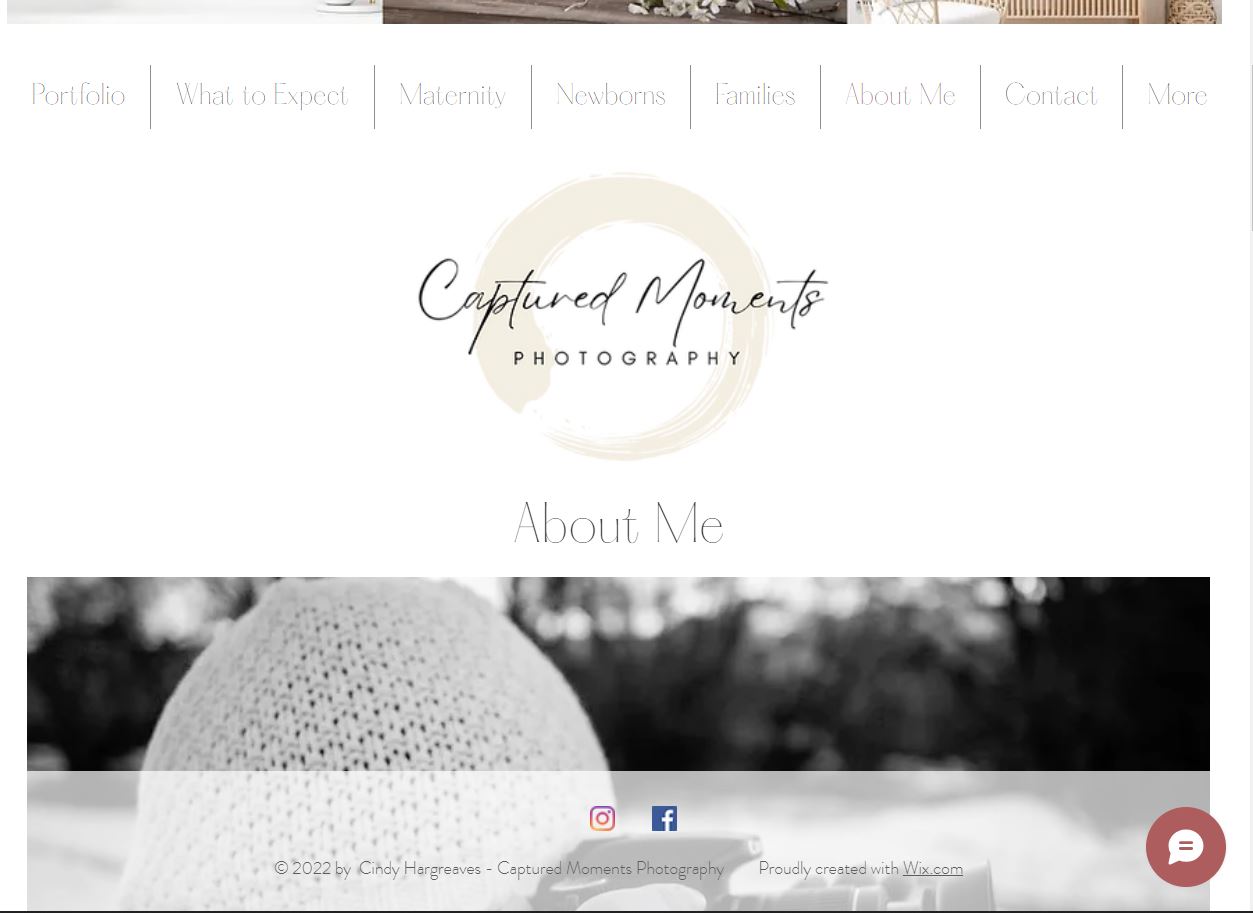 Portfolio
What to Expect
Maternity
Newborns
Families
About Me
Contact
More
Captured Moments
PHOTOGRAPHY
About Me
© 2022 by  Cindy Hargreaves - Captured Moments Photography
Proudly created with Wix.com